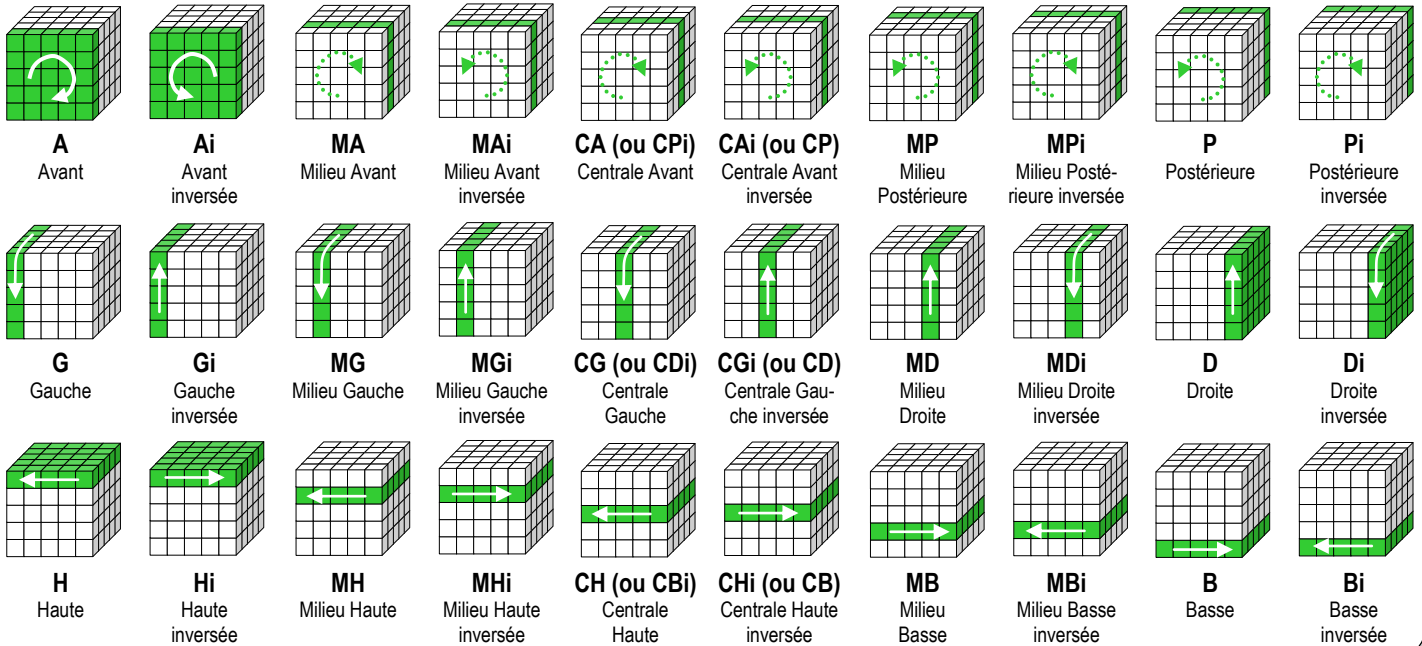 A Ai MA MAi CA (ou CPi) CAi (ou CP) MP MPi P Pi
Avant Avant Milieu Avant Milieu Avant Centrale Avant Centrale Avant Milieu Milieu Posté- Postérieure Postérieure
inversée inversée inversée Postérieure rieure inversée inversée
G Gi MG MGi CG (ou CDi) CGi (ou CD) MD MDi D Di
Gauche Gauche Milieu Gauche Milieu Gauche Centrale Centrale Gau- Milieu Milieu Droite Droite Droite
inversée inversée Gauche che inversée Droite inversée inversée
H Hi MH MHi CH (ou CBi) CHi (ou CB) MB MBi B Bi
Haute Haute Milieu Haute Milieu Haute Centrale Centrale Haute Milieu Milieu Basse Basse Basse
inversée inversée Haute inversée Basse inversée inversée